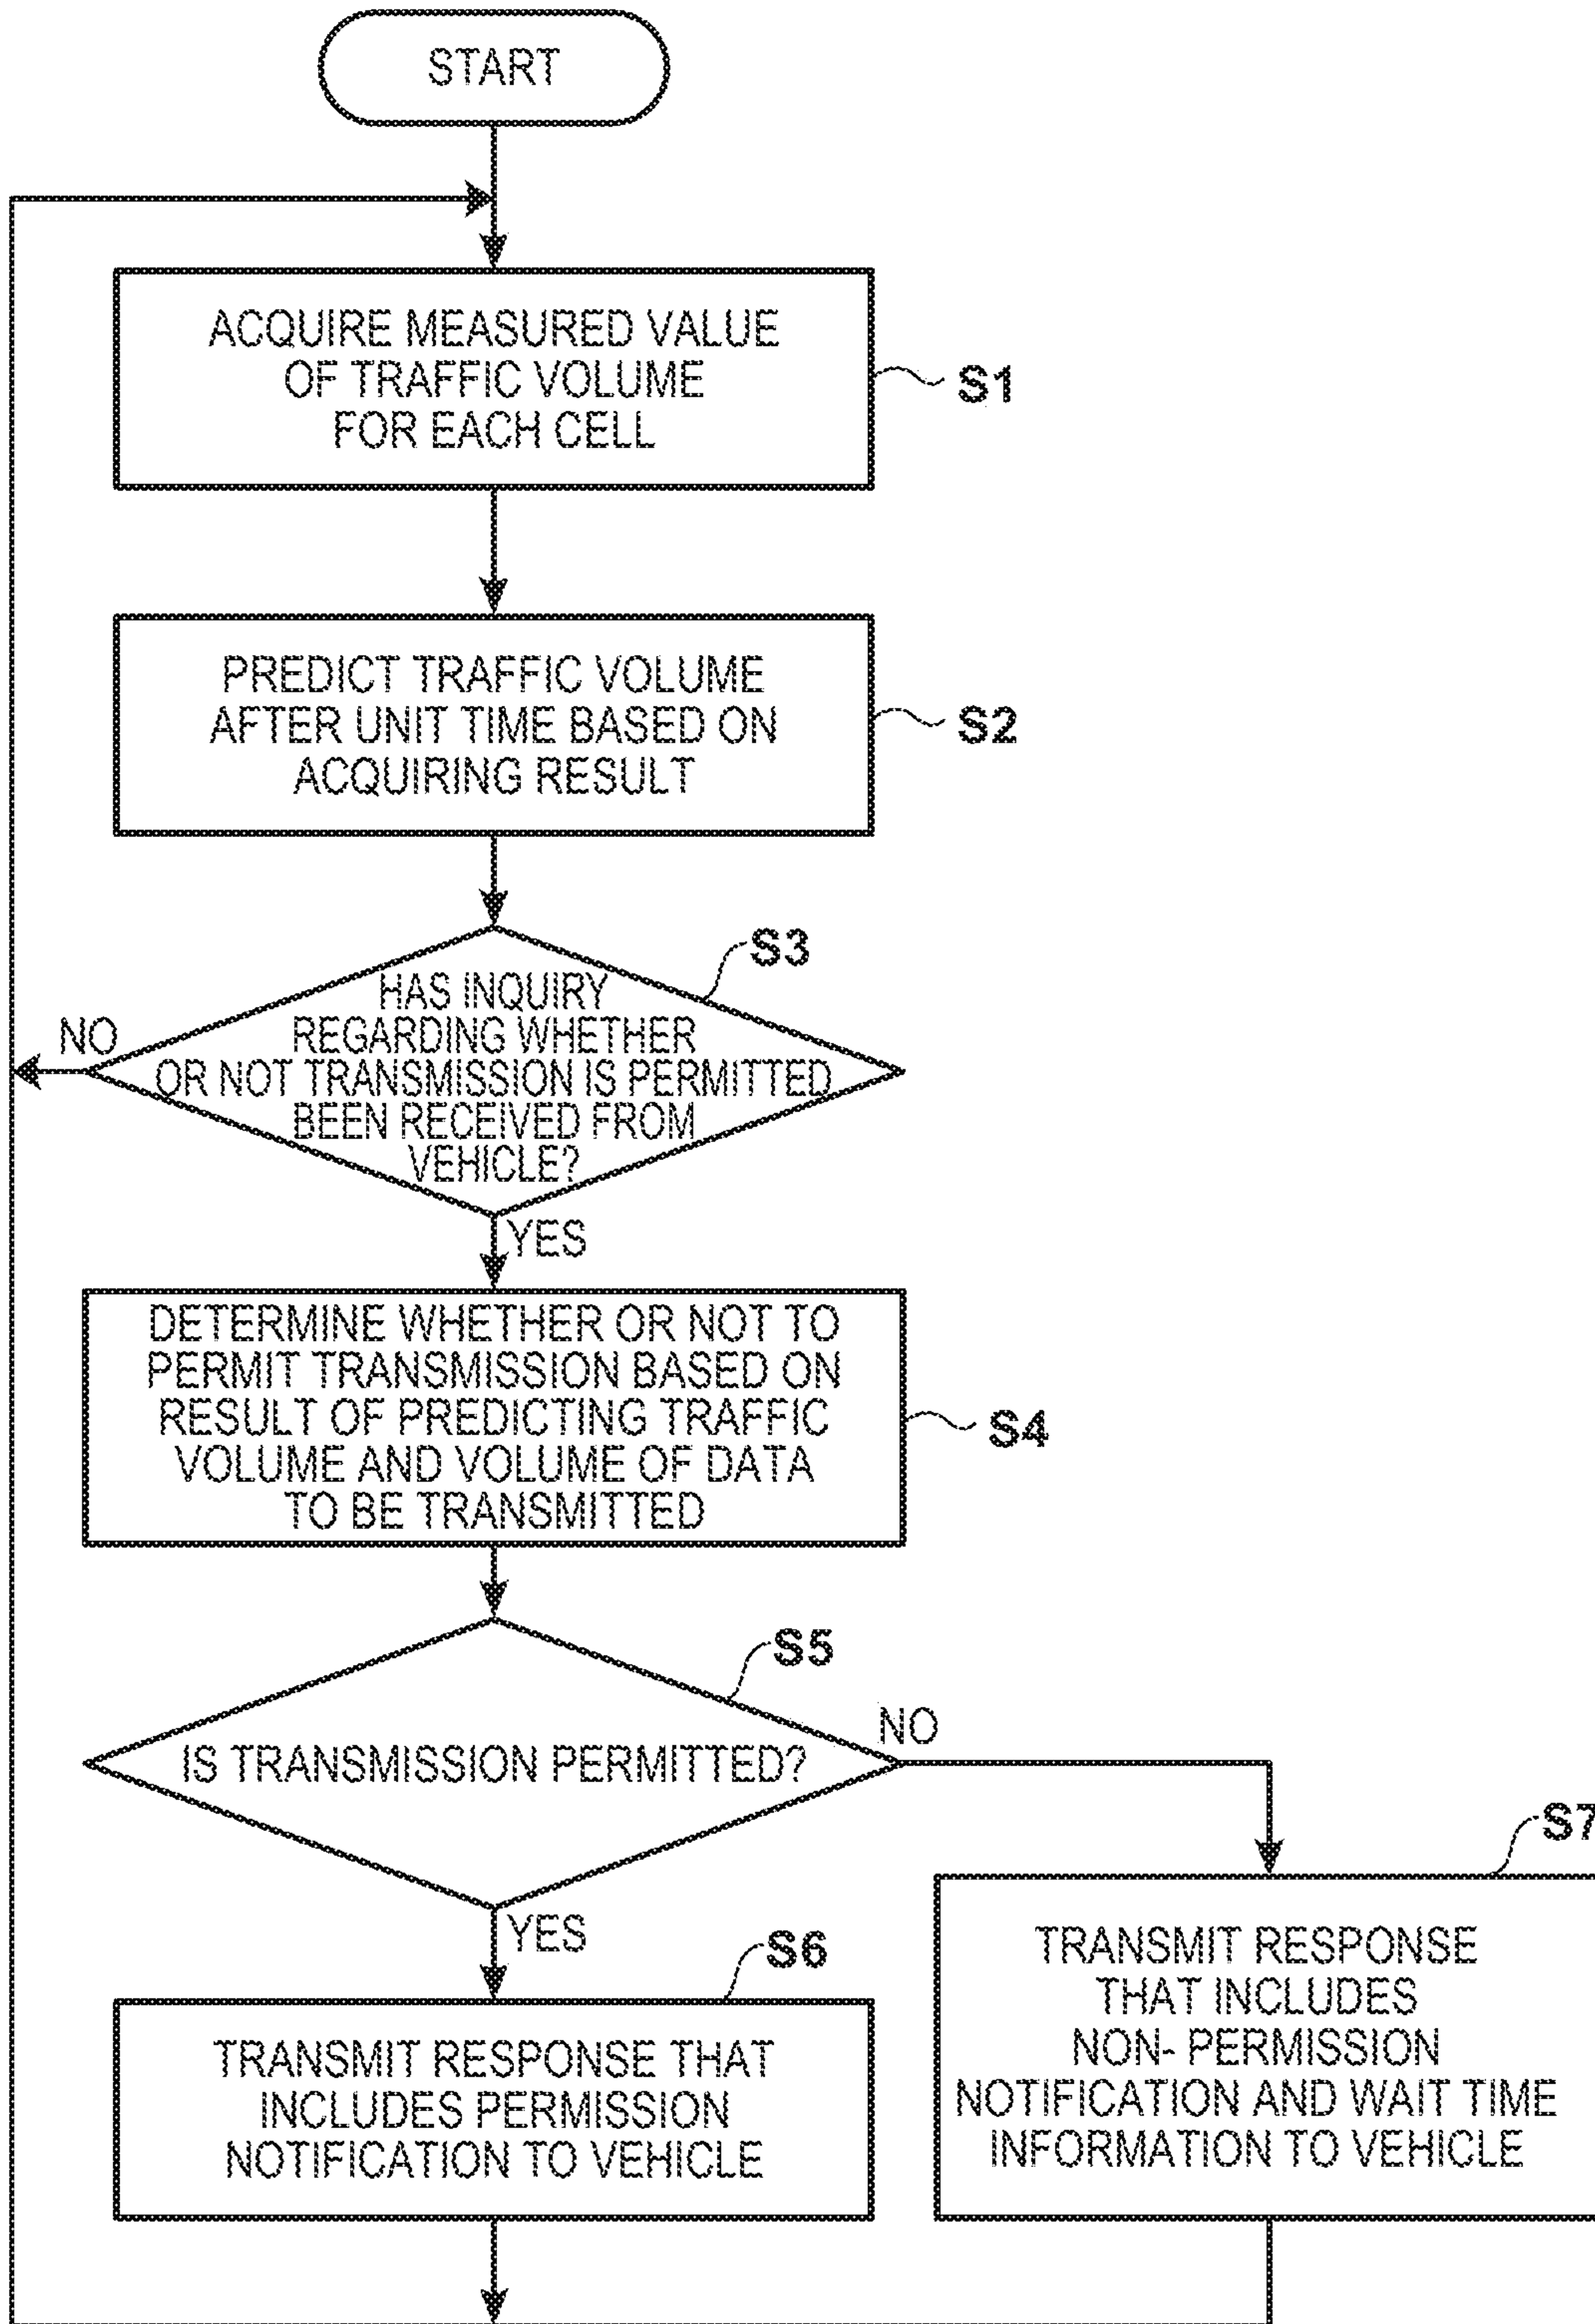 START
ACQUIRE MEASURED VALUE
OF TRAFFIC VOLUME
FOR EACH CELL
S1
PREDICT TRAFFIC VOLUME
AFTER UNIT TIME BASED ON
ACQUIRING RESULT
S2
S3
HAS INQUIRY
REGARDING WHETHER
OR NOT TRANSMISSION IS PERMITTED
BEEN RECEIVED FROM
VEHICLE?
NO
YES
DETERMINE WHETHER OR NOT TO
PERMIT TRANSMISSION BASED ON
RESULT OF PREDICTING TRAFFIC
VOLUME AND VOLUME OF DATA
TO BE TRANSMITTED
S4
S5
IS TRANSMISSION PERMITTED?
NO
YES
S6
TRANSMIT RESPONSE THAT
INCLUDES PERMISSION
NOTIFICATION TO VEHICLE
S7
TRANSMIT RESPONSE
THAT INCLUDES
NON- PERMISSION
NOTIFICATION AND WAIT TIME
INFORMATION TO VEHICLE